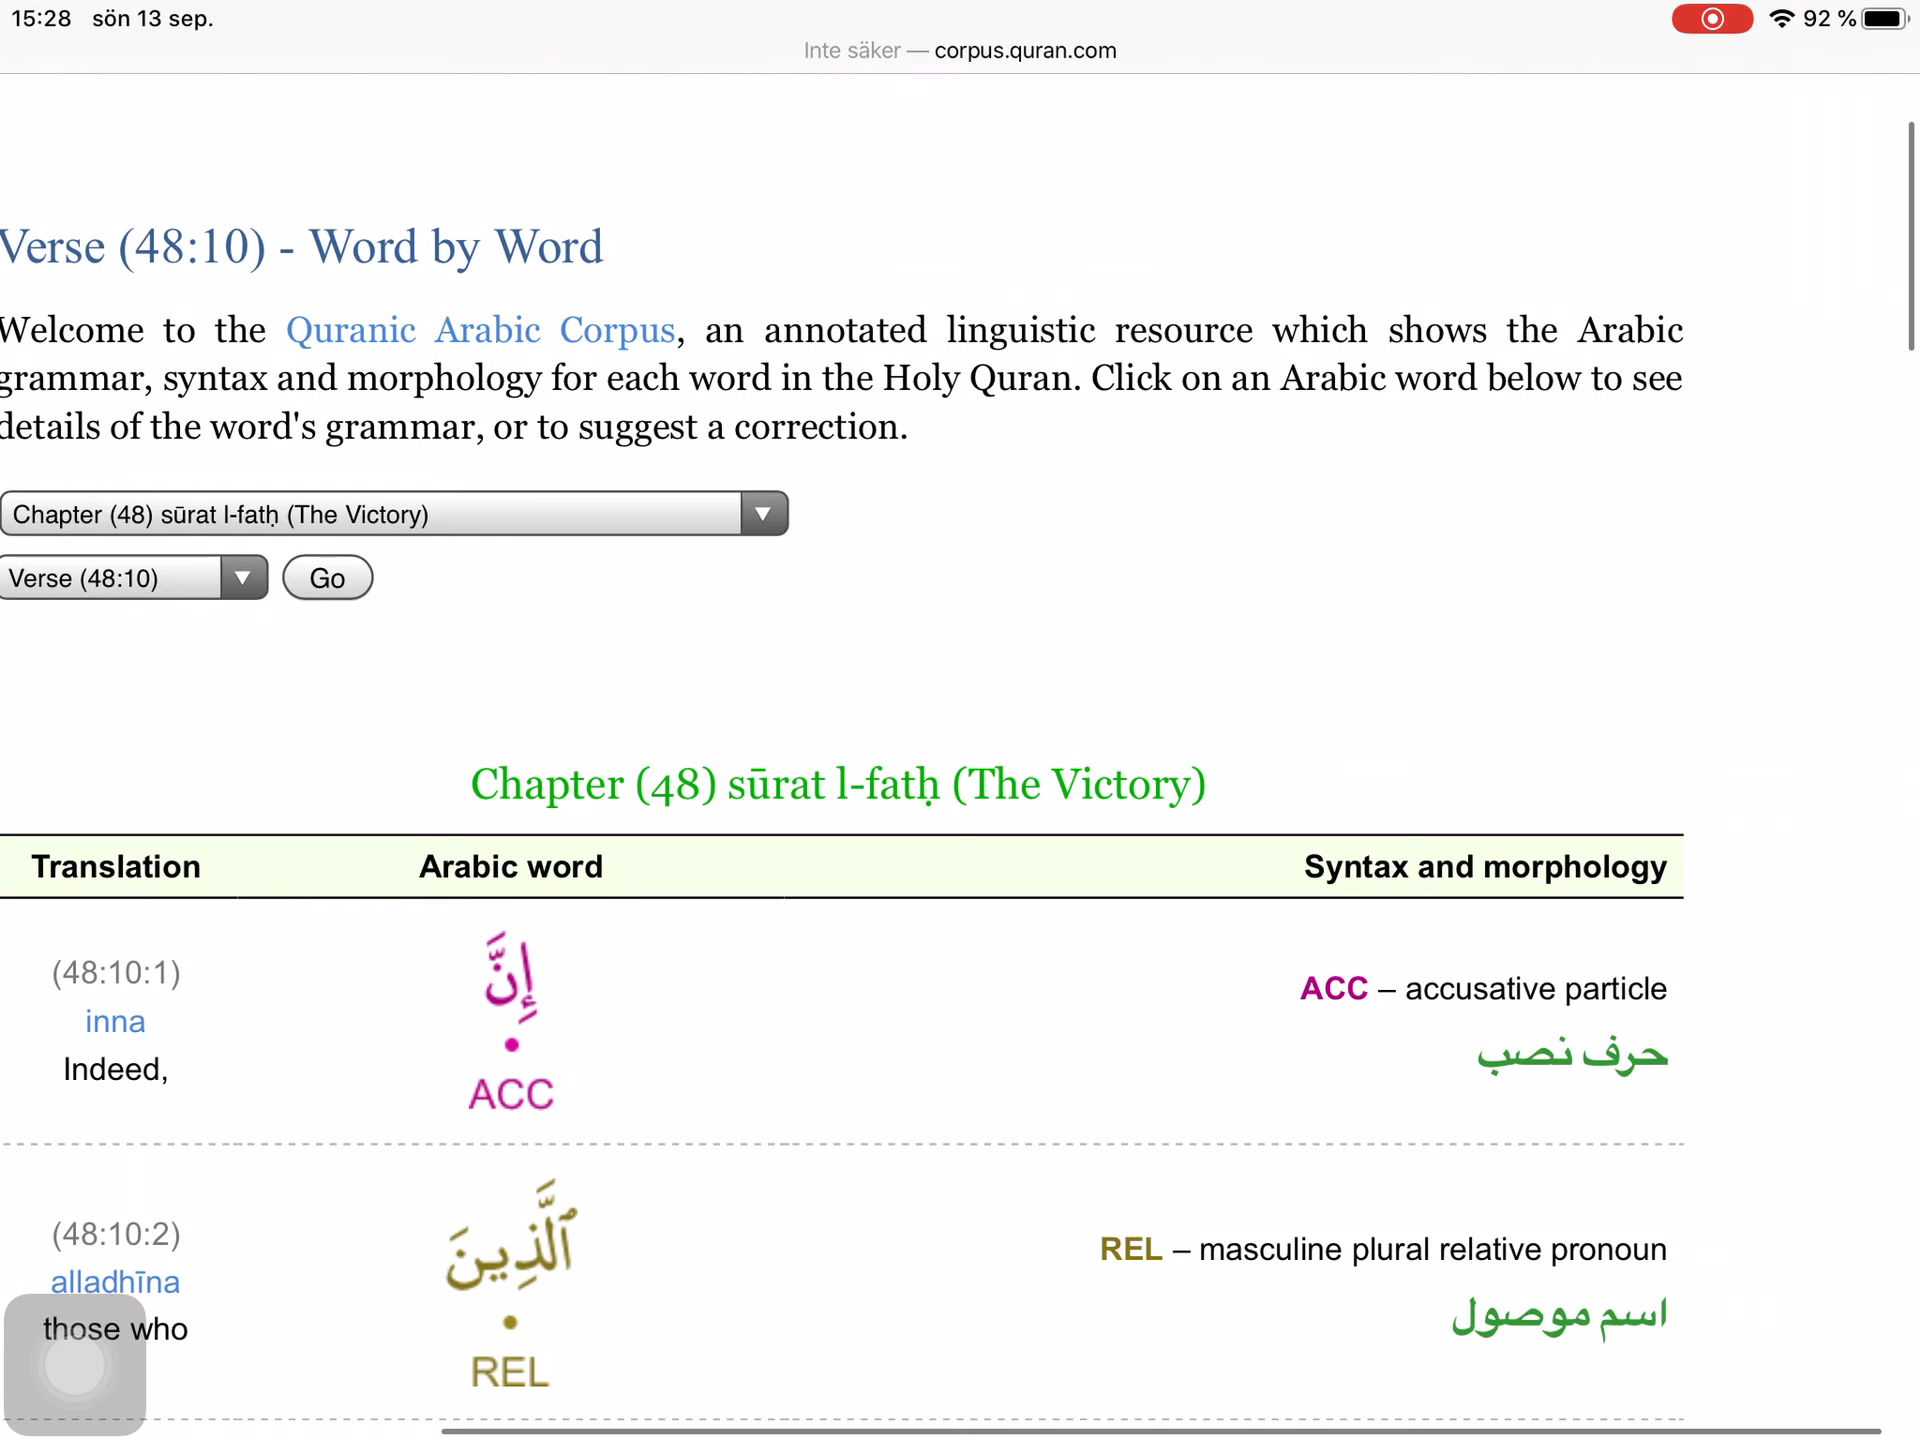 15:28 sön 13 sep.
92 %
Inte säker — corpus.quran.com
Verse (48:10) - Word by Word
Welcome to the Quranic Arabic Corpus, an annotated linguistic resource which shows the Arabic
grammar, syntax and morphology for each word in the Holy Quran. Click on an Arabic word below to see
details of the word's grammar, or to suggest a correction.
Chapter (48) sūrat l-fatḥ (The Victory)
Verse (48:10) Go
Chapter (48) sūrat l-fatḥ (The Victory)
Translation Arabic word Syntax and morphology
(48:10:1)
inna
Indeed,
إِنَّ
ACC
ACC – accusative particle
حرف نصب
(48:10:2)
alladhīna
those who
ٱلَّذِينَ
REL
REL – masculine plural relative pronoun
اسم موصول